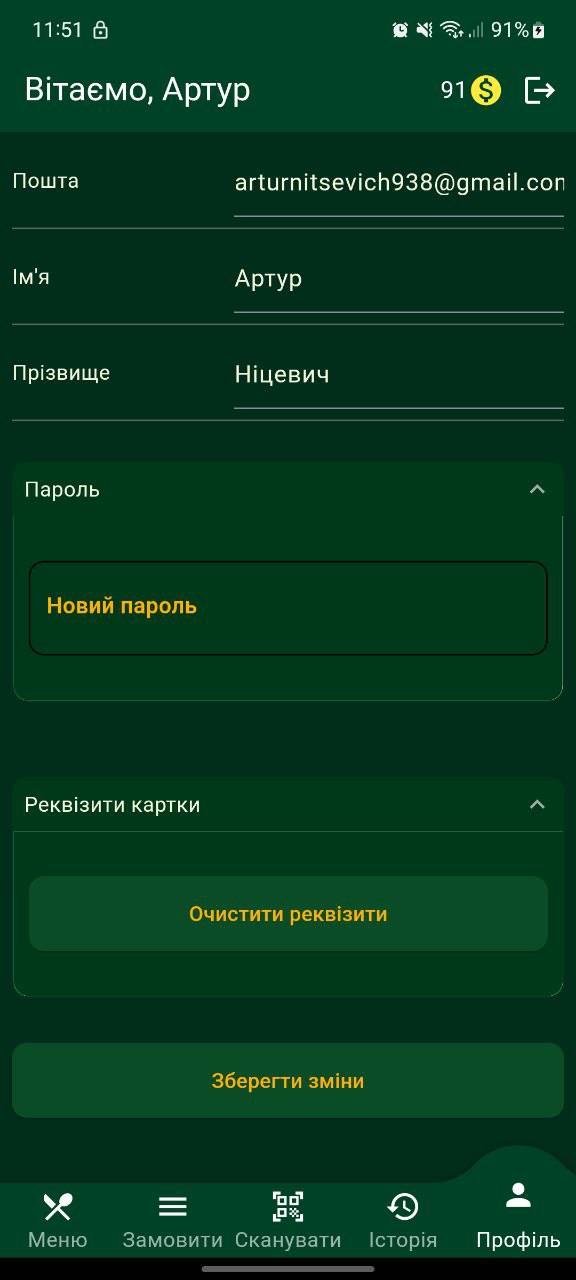 11:51 91%
Вітаємо, Артур 91
Пошта arturnitsevich938@gmail.com
Ім'я Артур
Прізвище Ніцевич
Пароль
Новий пароль
Реквізити картки
Очистити реквізити
Зберегти зміни
Меню Замовити Сканувати Історія Профіль